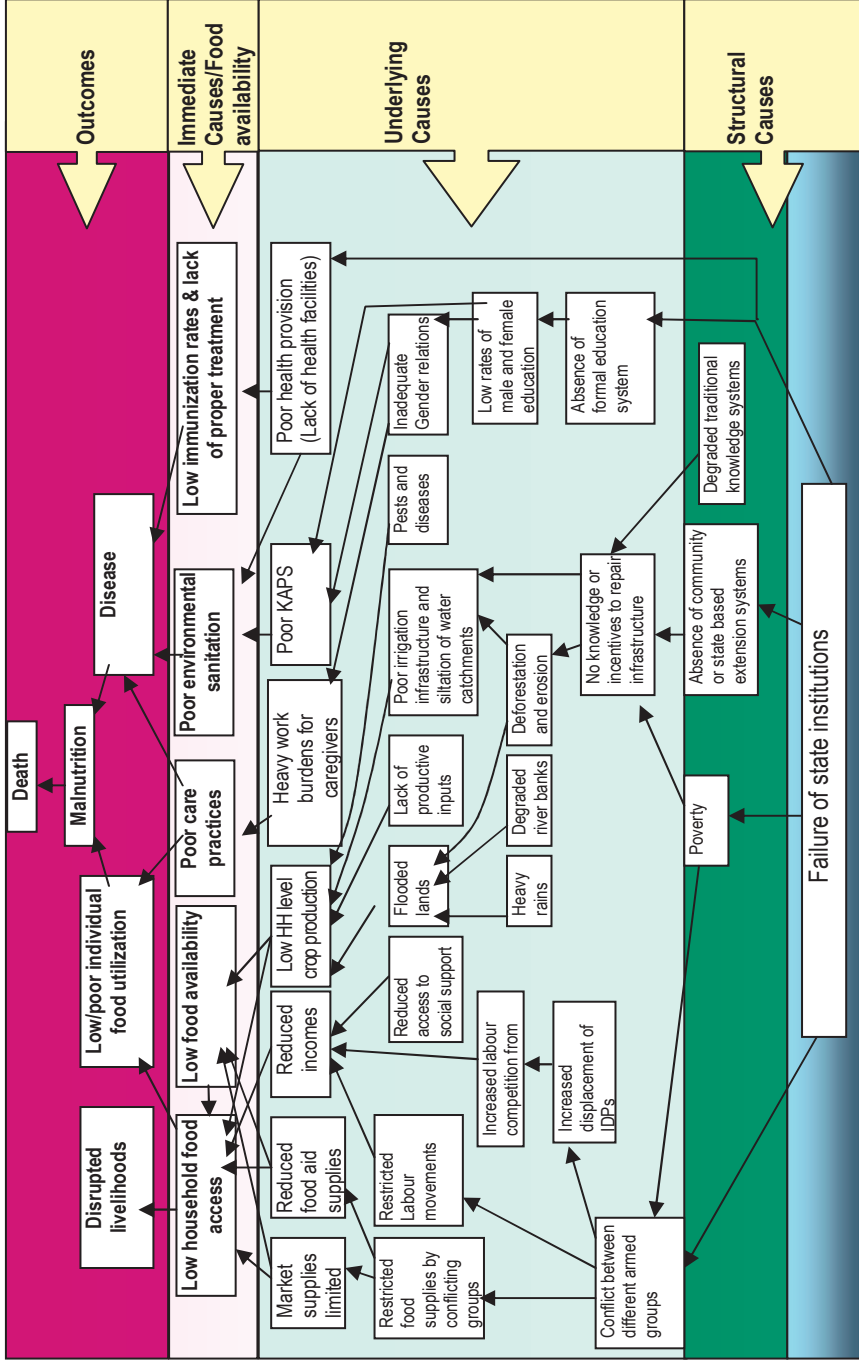 Outcomes
Immediate
Causes/Food
availability
Underlying
Causes
Structural
Causes
Death
Malnutrition
Disease
Low/poor individual
food utilization
Disrupted
livelihoods
Low household food
access
Low food availability
Poor care
practices
Poor environmental
sanitation
Low immunization rates & lack
of proper treatment
Market
supplies
limited
Reduced
food aid
supplies
Reduced
incomes
Low HH level
crop production
Heavy work
burdens for
caregivers
Poor KAPS
Poor health provision
(Lack of health facilities)
Restricted
food
supplies by
conflicting
groups
Restricted
Labour
movements
Reduced
access to
social support
Flooded
lands
Lack of
productive
inputs
Poor irrigation
infrastructure and
siltation of water
catchments
Pests and
diseases
Inadequate
Gender relations
Increased labour
competition from
Heavy
rains
Degraded
river banks
Deforestation
and erosion
Low rates of
male and female
education
Increased
displacement of
IDPs
No knowledge or
incentives to repair
infrastructure
Absence of
formal education
system
Conflict between
different armed
groups
Poverty
Absence of community
or state based
extension systems
Degraded traditional
knowledge systems
Failure of state institutions